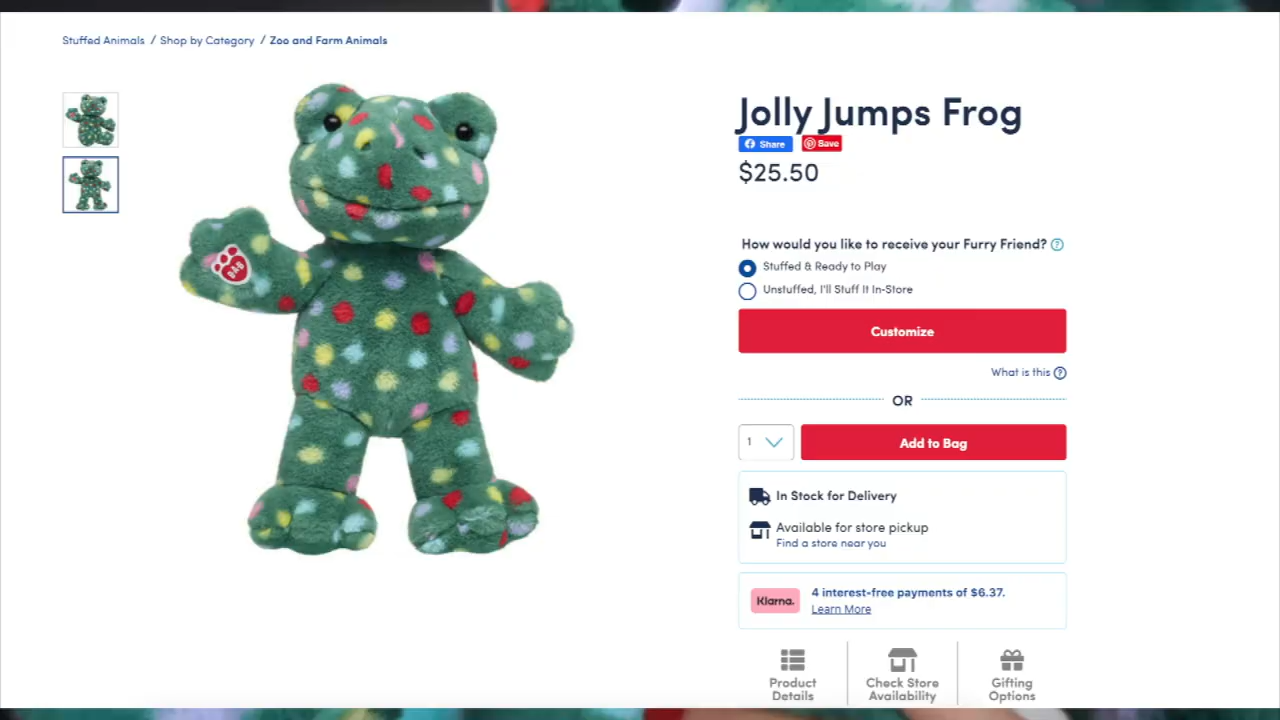 Stuffed Animals / Shop by Category / Zoo and Farm Animals
BAB
Jolly Jumps Frog
Share
Save
$25.50
How would you like to receive your Furry Friend? ?
Stuffed & Ready to Play
Unstuffed, I'll Stuff It In-Store
Customize
What is this ?
OR
1
Add to Bag
In Stock for Delivery
Available for store pickup
Find a store near you
Klarna.
4 interest-free payments of $6.37.
Learn More
Product
Details
Check Store
Availability
Gifting
Options